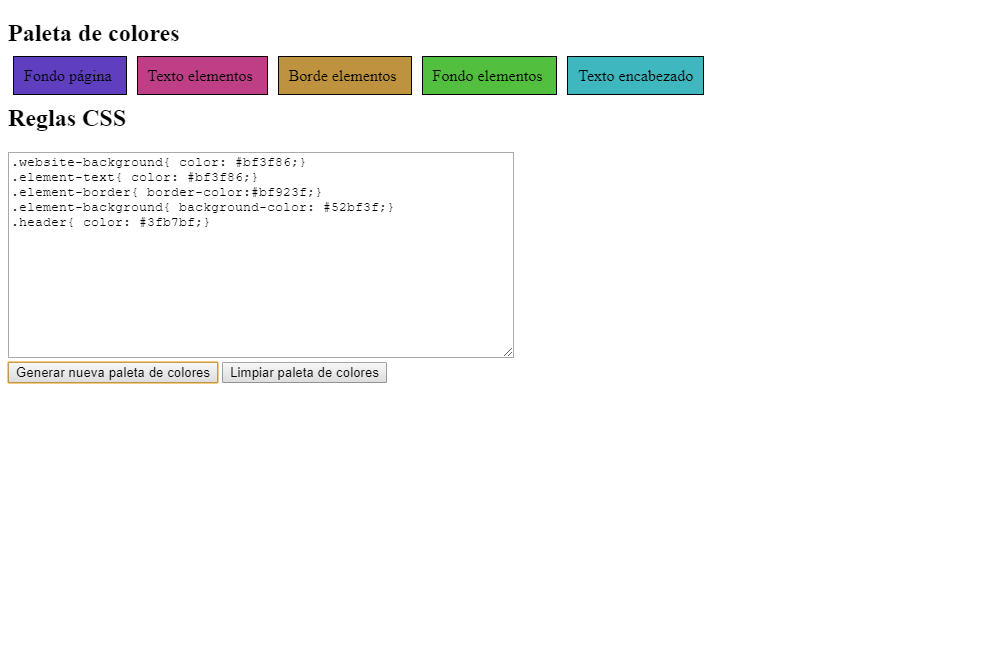 Paleta de colores
Fondo página Texto elementos Borde elementos Fondo elementos Texto encabezado
Reglas CSS
.website-background{ color: #bf3f86;}
.element-text{ color: #bf3f86;}
.element-border{ border-color:#bf923f;}
.element-background{ background-color: #52bf3f;}
.header{ color: #3fb7bf;}
Generar nueva paleta de colores Limpiar paleta de colores